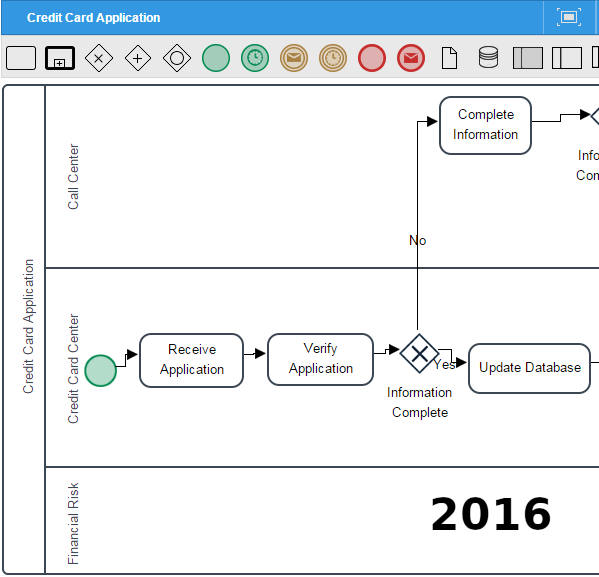 Credit Card Application
Credit Card Application
Call Center
Complete
Information
Info
Com
No
Credit Card Center
Receive
Application
Verify
Application
Information
Complete
Yes
Update Database
Financial Risk
2016